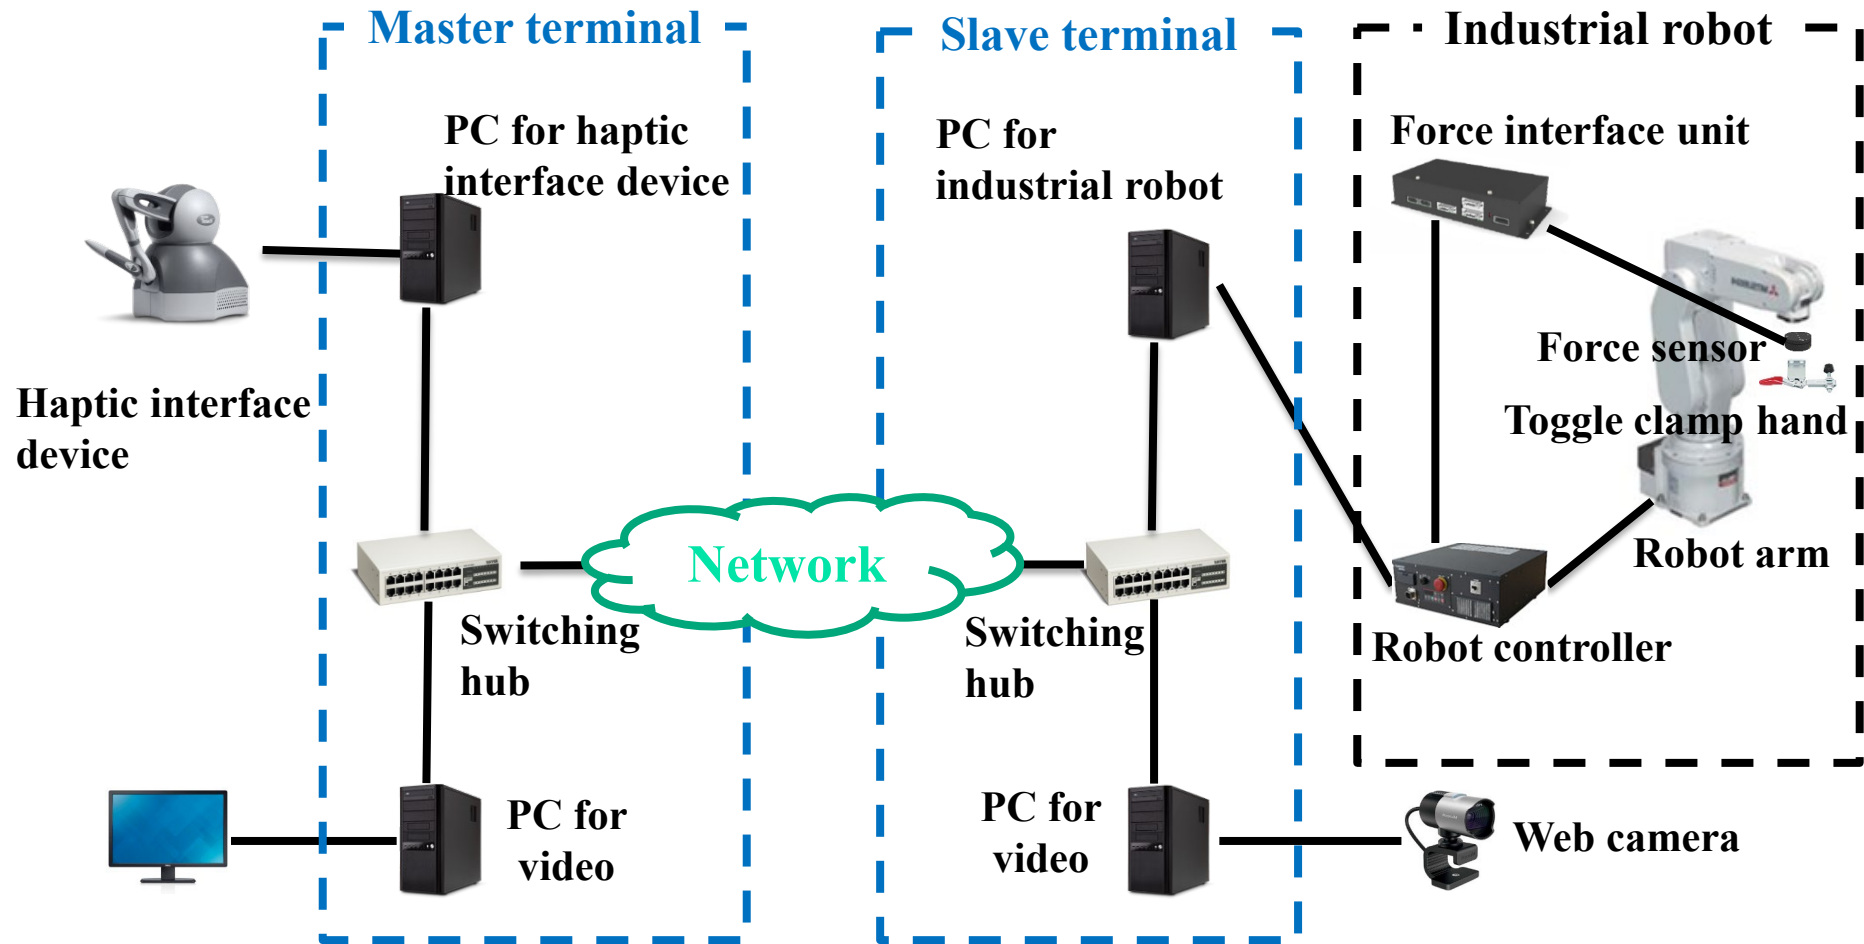 Master terminal
Slave terminal
Industrial robot
PC for haptic
interface device
PC for
industrial robot
Force interface unit
Force sensor
Toggle clamp hand
Haptic interface
device
Network
Robot arm
Switching
hub
Switching
hub
Robot controller
PC for
video
PC for
video
Web camera